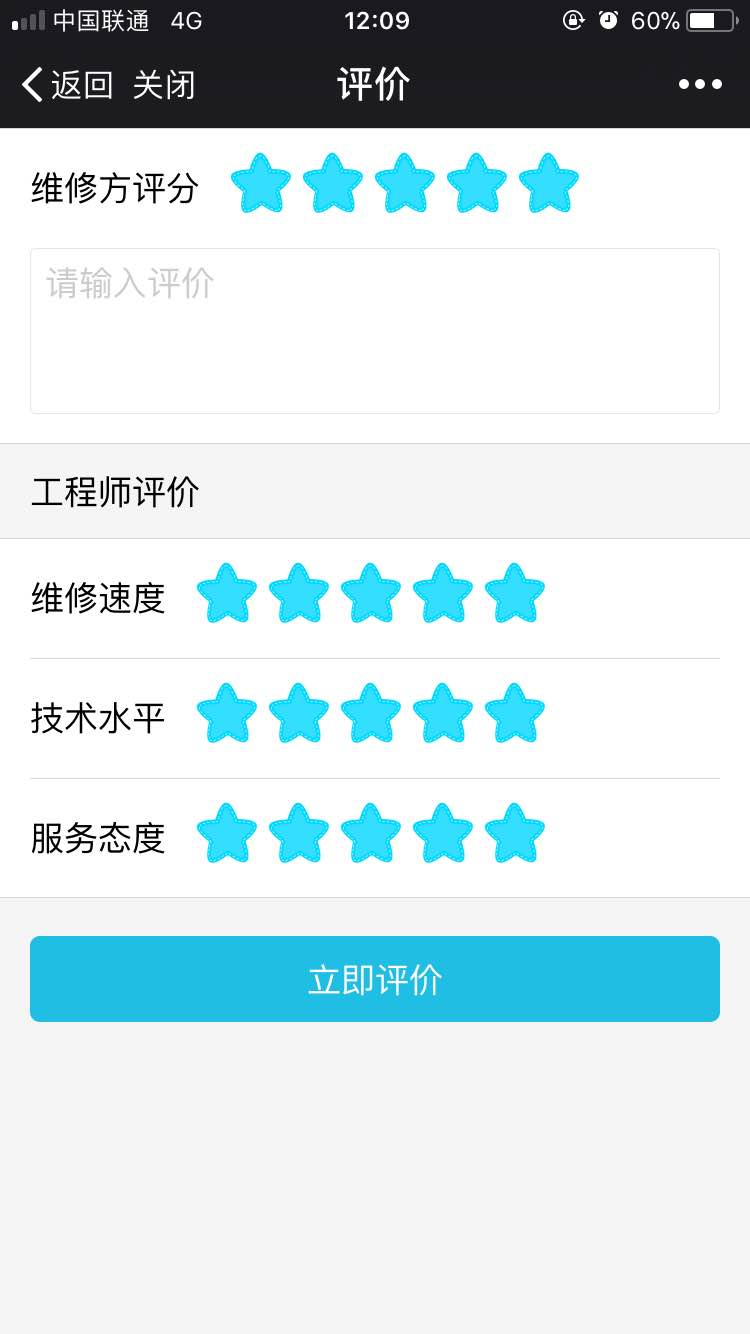 中国联通 4G 12:09 60%
返回 关闭 评价
维修方评分
请输入评价
工程师评价
维修速度
技术水平
服务态度
立即评价